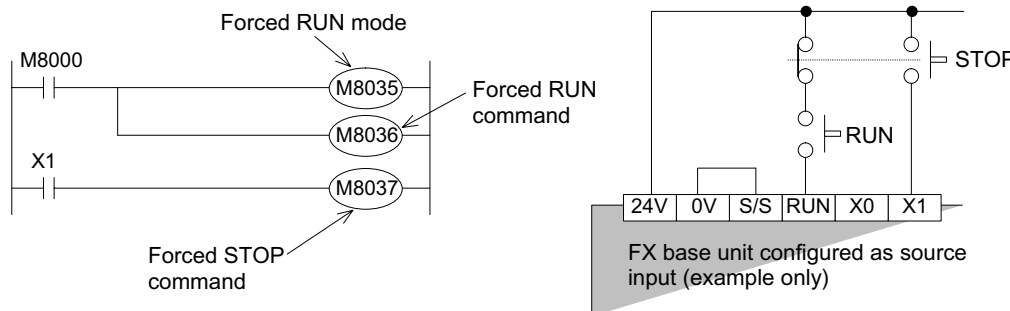 Forced RUN mode
M8000
M8035
Forced RUN
command
M8036
X1
M8037
Forced STOP
command
STOP
RUN
24V 0V S/S RUN X0 X1
FX base unit configured as source
input (example only)